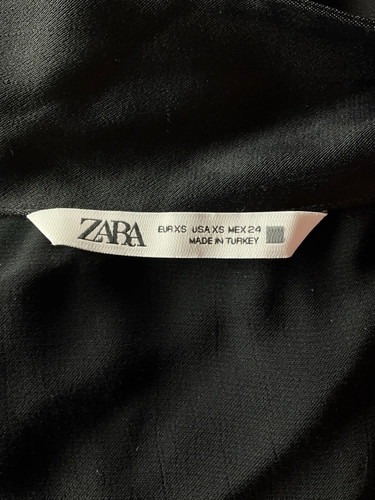 ZARA
EUR XS USA XS MEX 24
MADE IN TURKEY